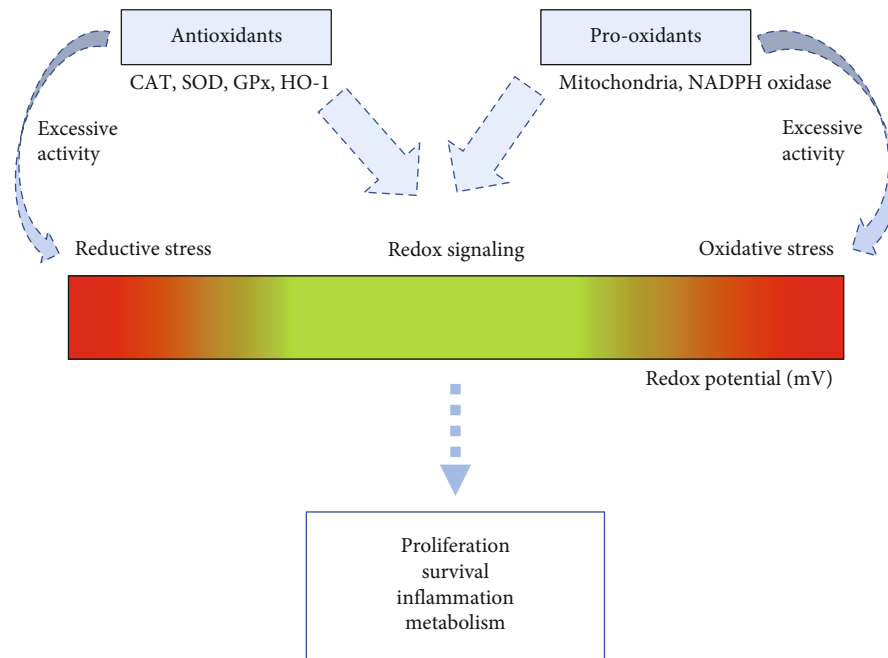 Antioxidants
Pro-oxidants
CAT, SOD, GPx, HO-1
Mitochondria, NADPH oxidase
Excessive
activity
Excessive
activity
Reductive stress
Redox signaling
Oxidative stress
Redox potential (mV)
Proliferation
survival
inflammation
metabolism